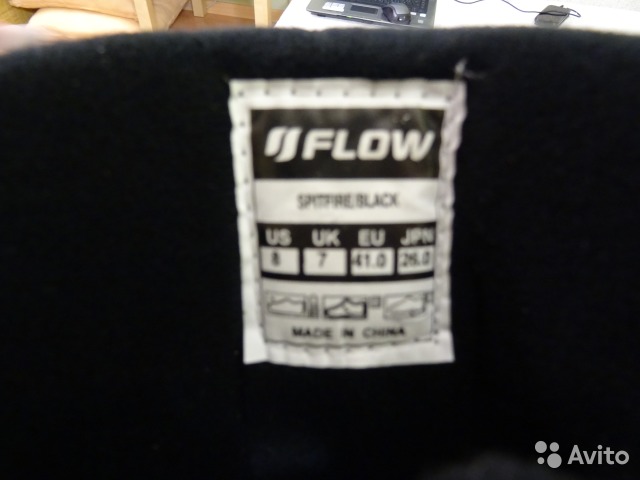 FLOW
SPITFIRE/BLACK
US UK EU JPN
8 7 41.0 26.0
MADE IN CHINA
Avito